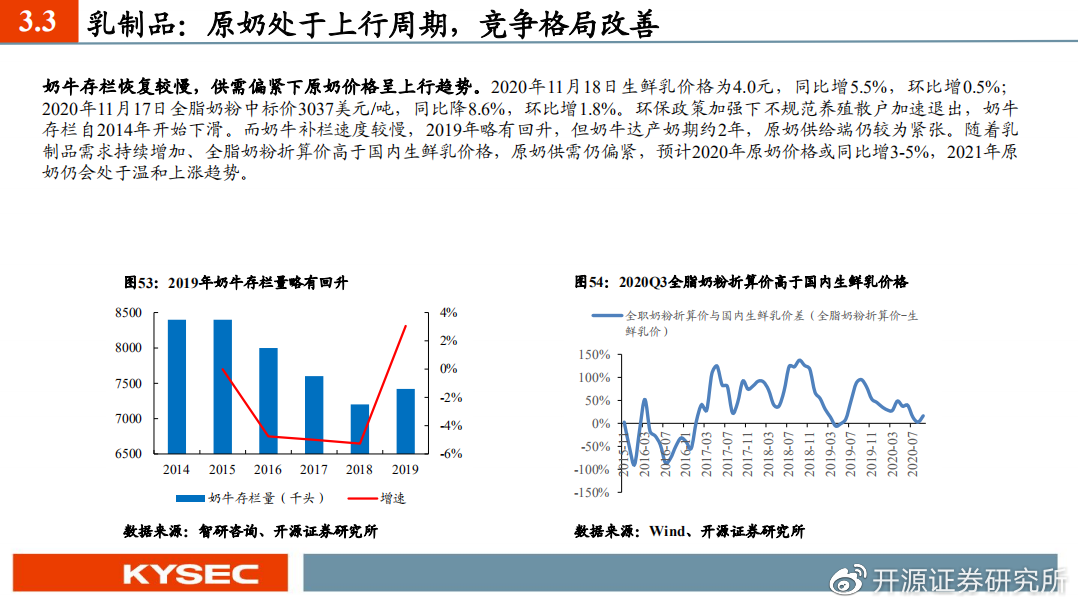 3.3
乳制品：原奶处于上行周期，竞争格局改善
奶牛存栏恢复较慢，供需偏紧下原奶价格呈上行趋势。2020年11月18日生鲜乳价格为4.0元，同比增5.5%，环比增0.5%；
2020年11月17日全脂奶粉中标价3037美元/吨，同比降8.6%，环比增1.8%。环保政策加强下不规范养殖散户加速退出，奶牛
存栏自2014年开始下滑。而奶牛补栏速度较慢，2019年略有回升，但奶牛达产奶期约2年，原奶供给端仍较为紧张。随着乳
制品需求持续增加、全脂奶粉折算价高于国内生鲜乳价格，原奶供需仍偏紧，预计2020年原奶价格或同比增3-5%，2021年原
奶仍会处于温和上涨趋势。
图53：2019年奶牛存栏量略有回升
8500
8000
7500
7000
6500
4%
2%
0%
-2%
-4%
-6%
2014 2015 2016 2017 2018 2019
奶牛存栏量（千头） 增速
数据来源：智研咨询、开源证券研究所
图54：2020Q3全脂奶粉折算价高于国内生鲜乳价格
全职奶粉折算价与国内生鲜乳价差（全脂奶粉折算价-生
鲜乳价）
150%
100%
50%
0%
-50%
-100%
-150%
2015-11 2016-03 2016-07 2016-11 2017-03 2017-07 2017-11 2018-03 2018-07 2018-11 2019-03 2019-07 2019-11 2020-03 2020-07
数据来源：Wind、开源证券研究所
KYSEC
开源证券研究所